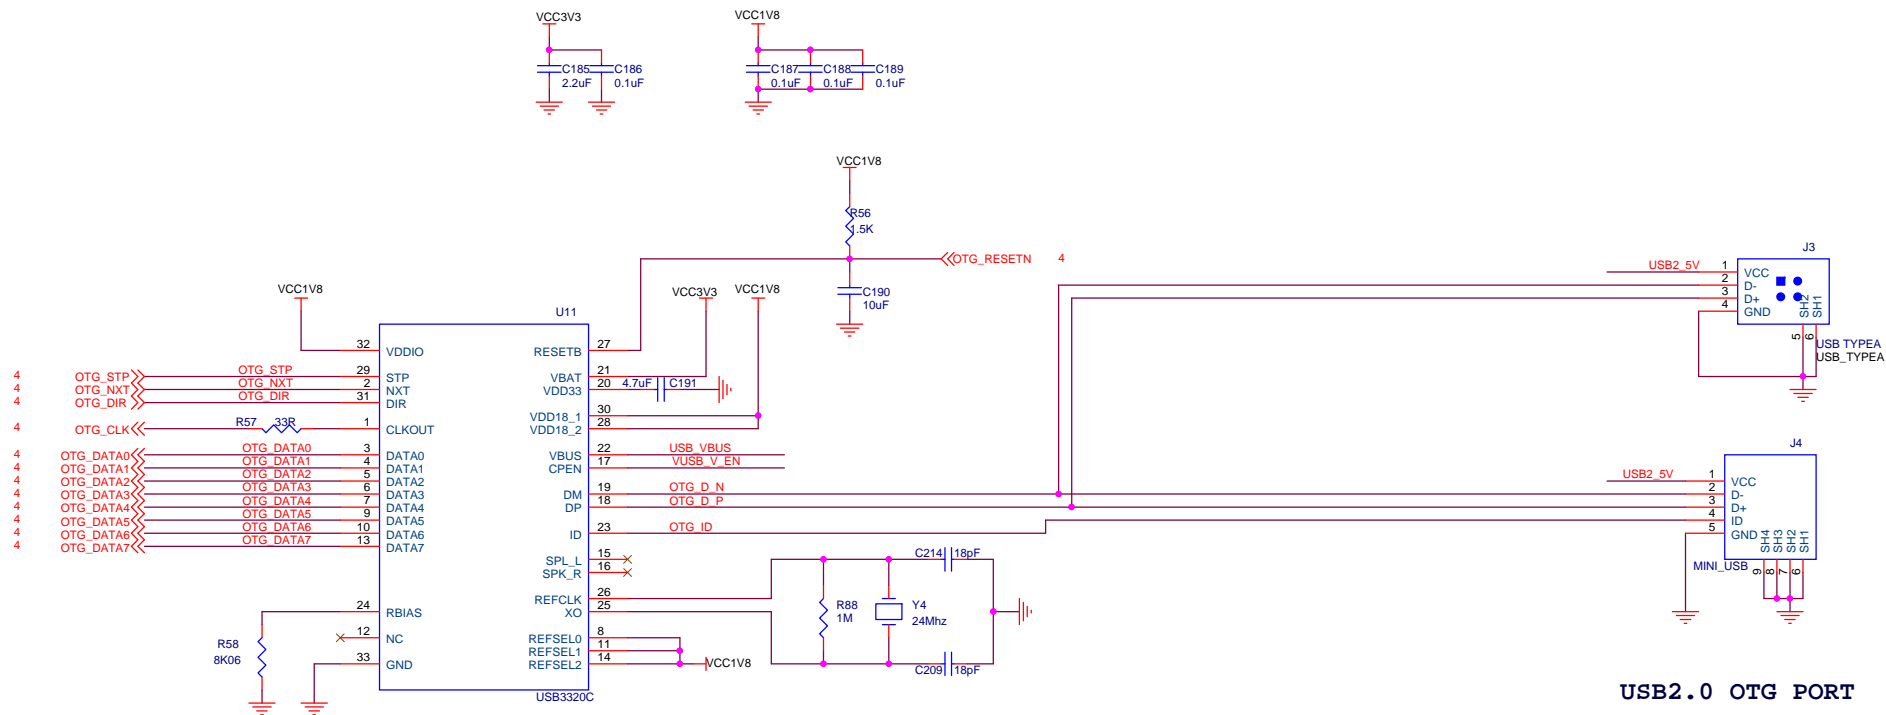 VCC3V3
VCC1V8
C185
C186
C187
C188
C189
2.2uF
0.1uF
0.1uF
0.1uF
0.1uF
VCC1V8
R56
1.5K
OTG_RESETN
4
C190
10uF
VCC1V8
VCC3V3
VCC1V8
U11
32
VDDIO
RESETB
27
4
OTG_STP
OTG_STP
29
STP
4
OTG_NXT
OTG_NXT
2
NXT
4
OTG_DIR
OTG_DIR
31
DIR
VBAT
21
VDD33
20
4.7uF
C191
VDD18_1
30
VDD18_2
28
4
OTG_CLK
R57
33R
1
CLKOUT
4
OTG_DATA0
OTG_DATA0
3
DATA0
4
OTG_DATA1
OTG_DATA1
4
DATA1
4
OTG_DATA2
OTG_DATA2
5
DATA2
4
OTG_DATA3
OTG_DATA3
6
DATA3
4
OTG_DATA4
OTG_DATA4
7
DATA4
4
OTG_DATA5
OTG_DATA5
9
DATA5
4
OTG_DATA6
OTG_DATA6
10
DATA6
4
OTG_DATA7
OTG_DATA7
13
DATA7
VBUS
22
USB_VBUS
CPEN
17
VUSB_V_EN
DM
19
OTG_D_N
DP
18
OTG_D_P
ID
23
OTG_ID
SPL_L
15
SPK_R
16
REFCLK
26
XO
25
REFSEL0
8
REFSEL1
11
REFSEL2
14
VCC1V8
24
RBIAS
12
NC
33
GND
R58
8K06
USB3320C
C214
18pF
R88
1M
Y4
24Mhz
C209
18pF
J3
USB2_5V
1
VCC
2
D-
3
D+
4
GND
SH2
SH1
5
6
USB TYPEA
USB_TYPEA
J4
USB2_5V
1
VCC
2
D-
3
D+
4
ID
5
GND
SH4
SH3
SH2
SH1
MINI_USB
9
8
7
6
USB2.0 OTG PORT